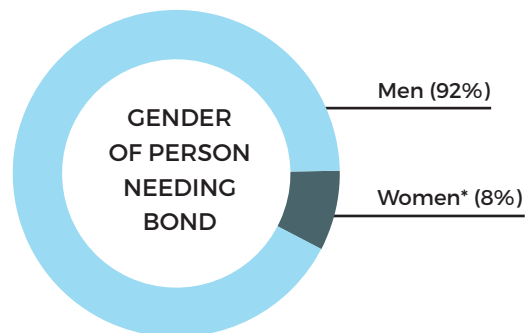 GENDER
OF PERSON
NEEDING
BOND
Men (92%)
Women* (8%)